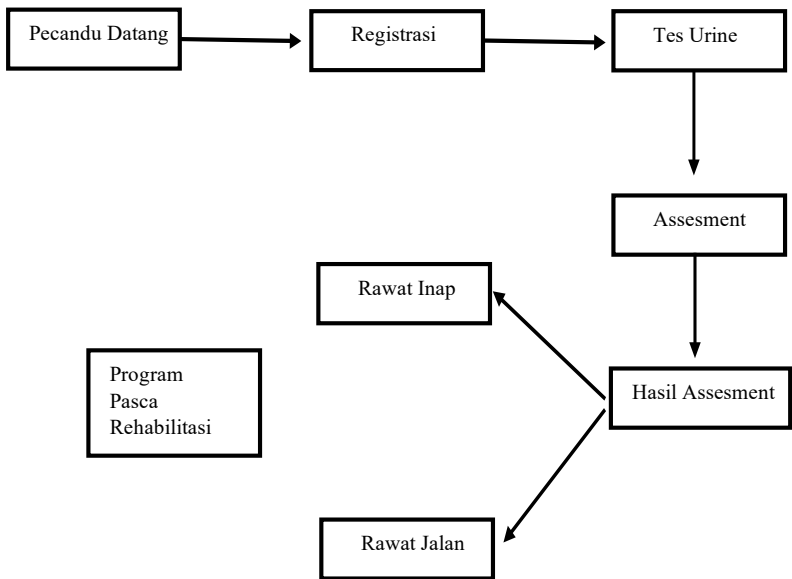 Pecandu Datang
Registrasi
Tes Urine
Assesment
Rawat Inap
Hasil Assesment
Program
Pasca
Rehabilitasi
Rawat Jalan